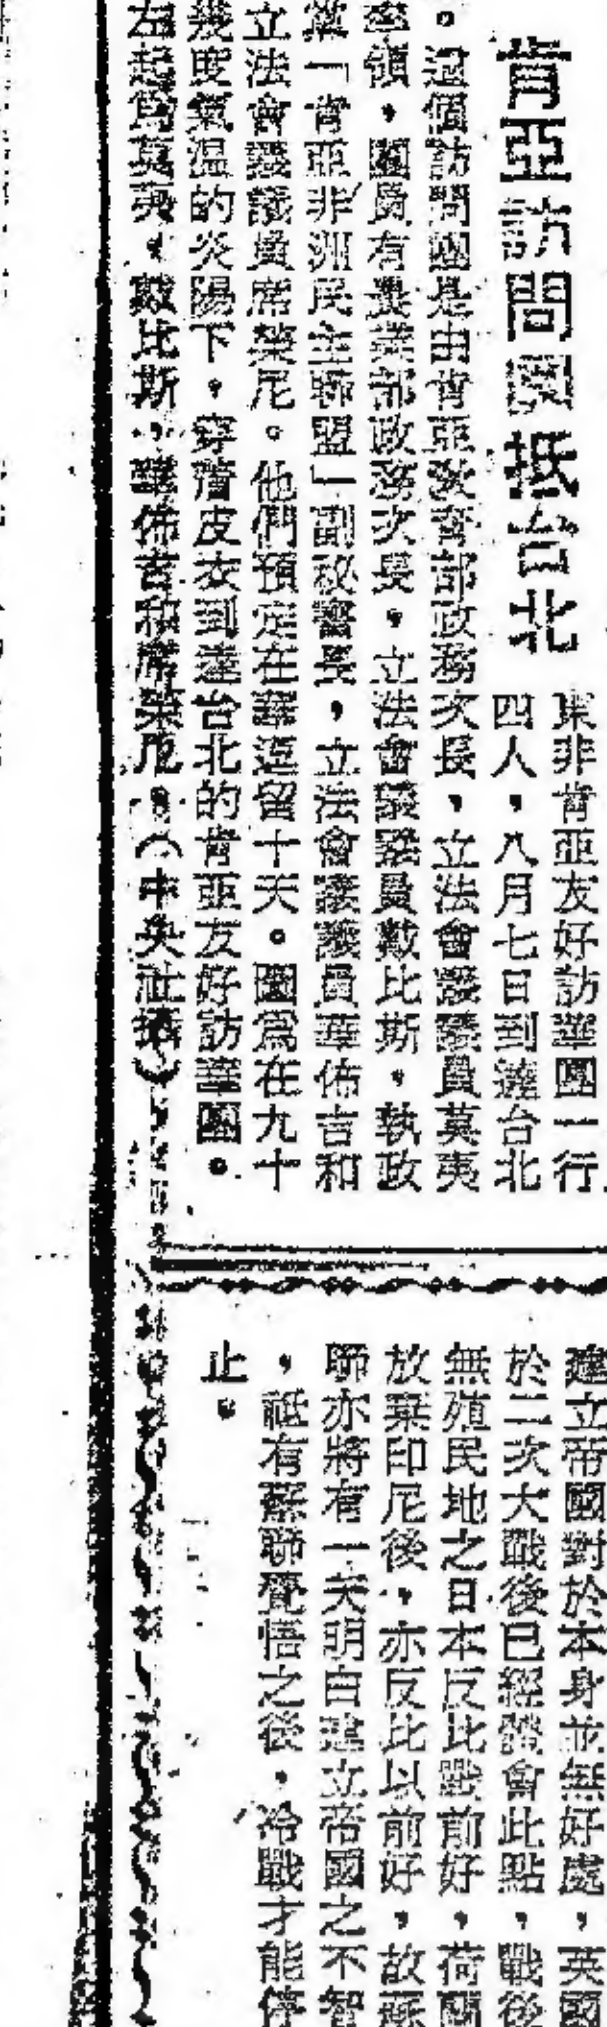 肯亞訪問團抵台北
東非肯亞友好訪華團一行
四人，八月七日到達台北
。這個訪問團是由肯亞教育部政務次長，立法會議議員莫夷
率領，團員有農業部政務次長，立法會議議員戴比斯，執政
黨「肯亞非洲民主聯盟」副秘書長，立法會議議員華佈吉和
立法會議議員席榮尼。他們預定在華逗留十天。圖為在九十
幾度氣溫的炎陽下，穿着皮衣到達台北的肯亞友好訪華團。
左起為莫夷，戴比斯，華佈吉和席榮尼。（中央社攝）
建立帝國對於本身並無好處，英國
於二次大戰後已經體會此點，戰後
無殖民地之日本反比戰前好，荷蘭
放棄印尼後，亦反比以前好，故蘇
聯亦將有一天明白建立帝國之不智
，祗有蘇聯覺悟之後，冷戰才能停
止。